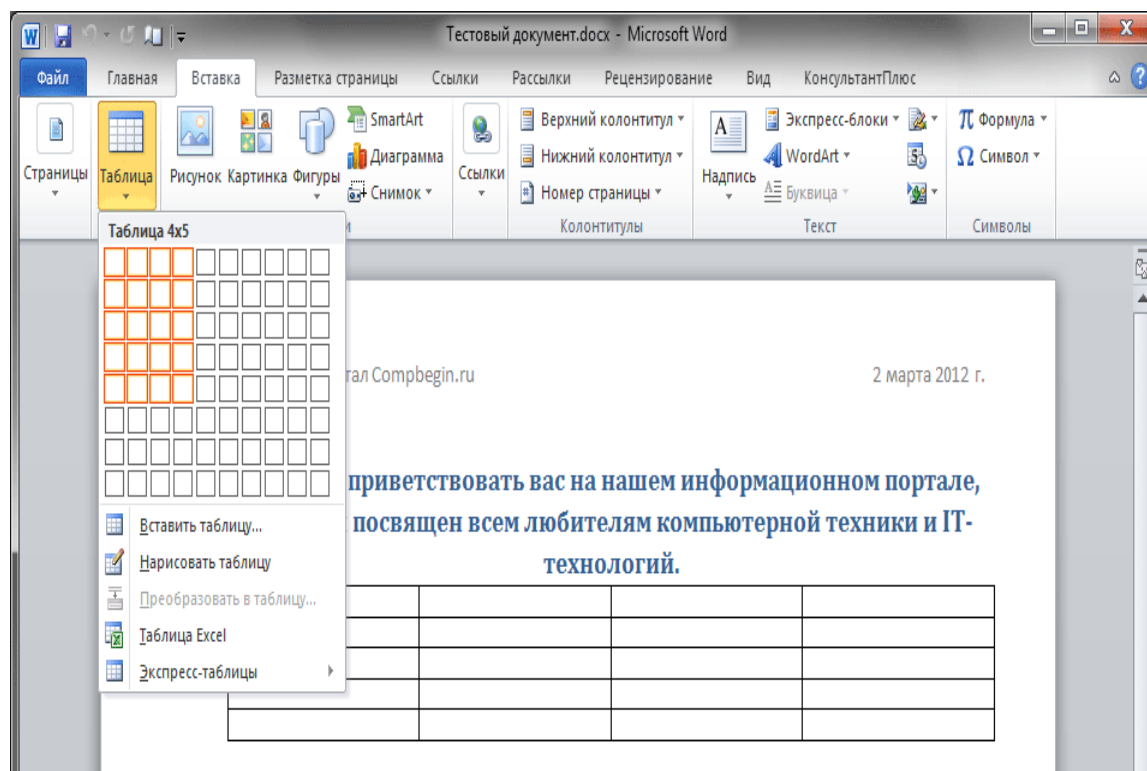 Тестовый документ.docx - Microsoft Word
Файл Главная Вставка Разметка страницы Ссылки Рассылки Рецензирование Вид КонсультантПлюс
Страницы
Таблица
Рисунок Картинка Фигуры
SmartArt
Диаграмма
Снимок
Ссылки
Верхний колонтитул
Нижний колонтитул
Номер страницы
Колонтитулы
Надпись
Экспресс-блоки
WordArt
Буквица
Текст
π Формула
Ω Символ
Символы
Таблица 4x5
Вставить таблицу...
Нарисовать таблицу
Преобразовать в таблицу...
Таблица Excel
Экспресс-таблицы
Compbegin.ru 2 марта 2012 г.
приветствовать вас на нашем информационном портале,
посвящен всем любителям компьютерной техники и IT-
технологий.